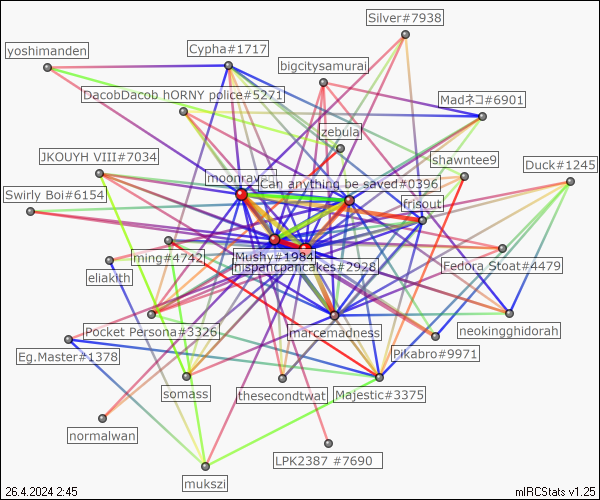 Silver#7938
yoshimanden
Cypha#1717
bigcitysamurai
DacobDacob hORNY police#5271
Madネコ#6901
zebula
JKOUYH VIII#7034
shawntee9
Duck#1245
Can anything be saved#0396
Swirly Boi#6154
frisout
ming#4742
Mushy#1984
hispanicpancakes#2928
Fedora Stoat#4479
eliakith
Pocket Persona#3326
marcemadness
neokingghidorah
Eg.Master#1378
Pikabro#9971
somass
thesecondtwat
Majestic#3375
normalwan
LPK2387 #7690
mukszi
26.4.2024 2:45
mIRCStats v1.25